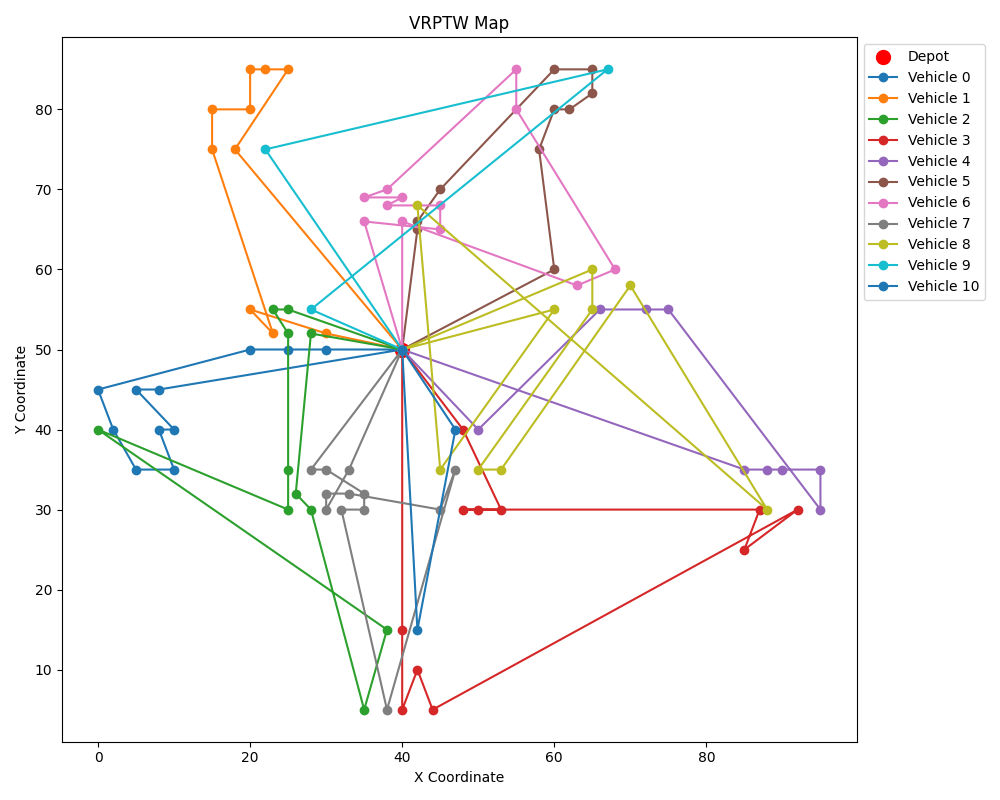 VRPTW Map
Y Coordinate
80
70
60
50
40
30
20
10
0
20
40
60
80
X Coordinate
Depot
Vehicle 0
Vehicle 1
Vehicle 2
Vehicle 3
Vehicle 4
Vehicle 5
Vehicle 6
Vehicle 7
Vehicle 8
Vehicle 9
Vehicle 10